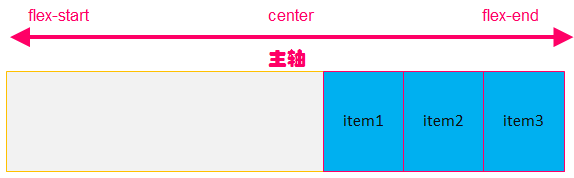 flex-start center flex-end
主轴
item1 item2 item3